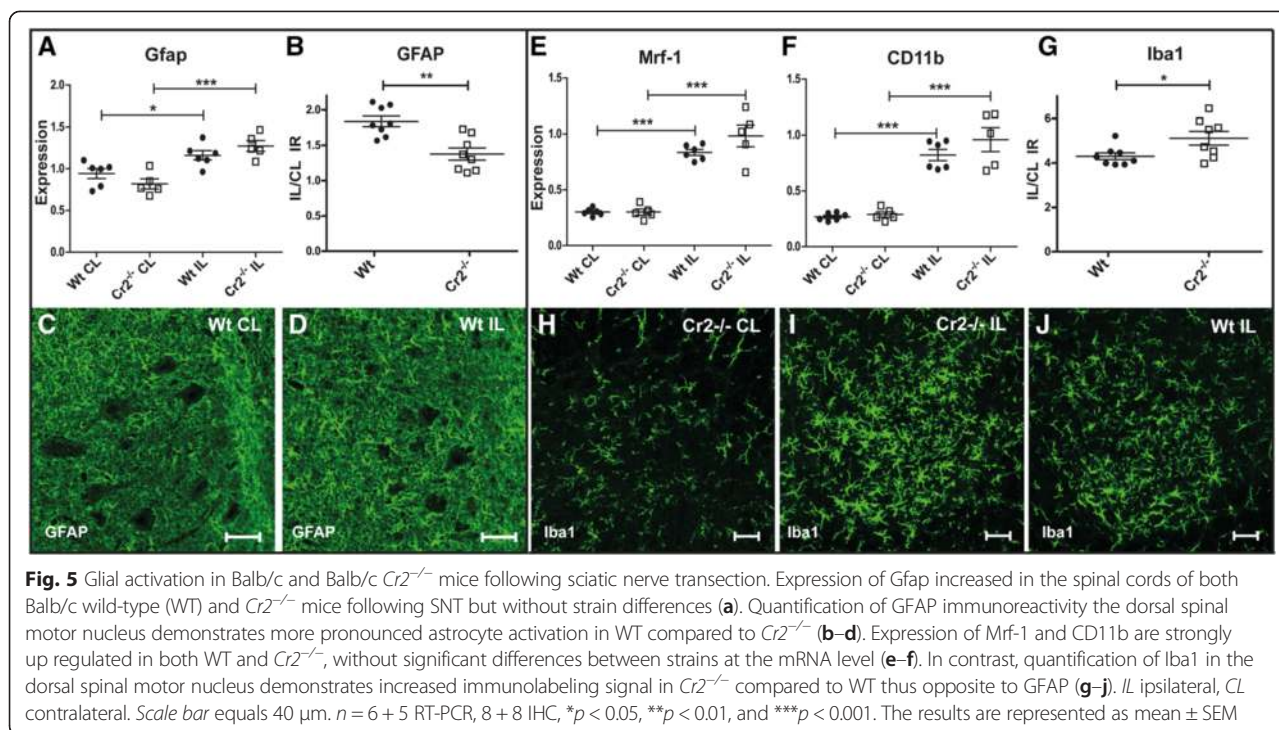 A
Gfap
***
*
Expression
2.0
1.5
1.0
0.5
0.0
Wt CL
Cr2-/- CL
Wt IL
Cr2-/- IL
B
GFAP
**
IL/CL IR
2.0
1.5
1.0
0.5
0.0
Wt
Cr2-/-
E
Mrf-1
***
***
Expression
1.5
1.0
0.5
0.0
Wt CL
Cr2-/- CL
Wt IL
Cr2-/- IL
F
CD11b
***
***
1.5
1.0
0.5
0.0
Wt CL
Cr2-/- CL
Wt IL
Cr2-/- IL
G
Iba1
*
IL/CL IR
6
4
2
0
Wt
Cr2-/-
C
Wt CL
GFAP
D
Wt IL
GFAP
H
Cr2-/- CL
Iba1
I
Cr2-/- IL
Iba1
J
Wt IL
Iba1
Fig. 5 Glial activation in Balb/c and Balb/c Cr2−/− mice following sciatic nerve transection. Expression of Gfap increased in the spinal cords of both
Balb/c wild-type (WT) and Cr2−/− mice following SNT but without strain differences (a). Quantification of GFAP immunoreactivity the dorsal spinal
motor nucleus demonstrates more pronounced astrocyte activation in WT compared to Cr2−/− (b–d). Expression of Mrf-1 and CD11b are strongly
up regulated in both WT and Cr2−/−, without significant differences between strains at the mRNA level (e–f). In contrast, quantification of Iba1 in the
dorsal spinal motor nucleus demonstrates increased immunolabeling signal in Cr2−/− compared to WT thus opposite to GFAP (g–j). IL ipsilateral, CL
contralateral. Scale bar equals 40 μm. n = 6 + 5 RT-PCR, 8 + 8 IHC, *p < 0.05, **p < 0.01, and ***p < 0.001. The results are represented as mean ± SEM